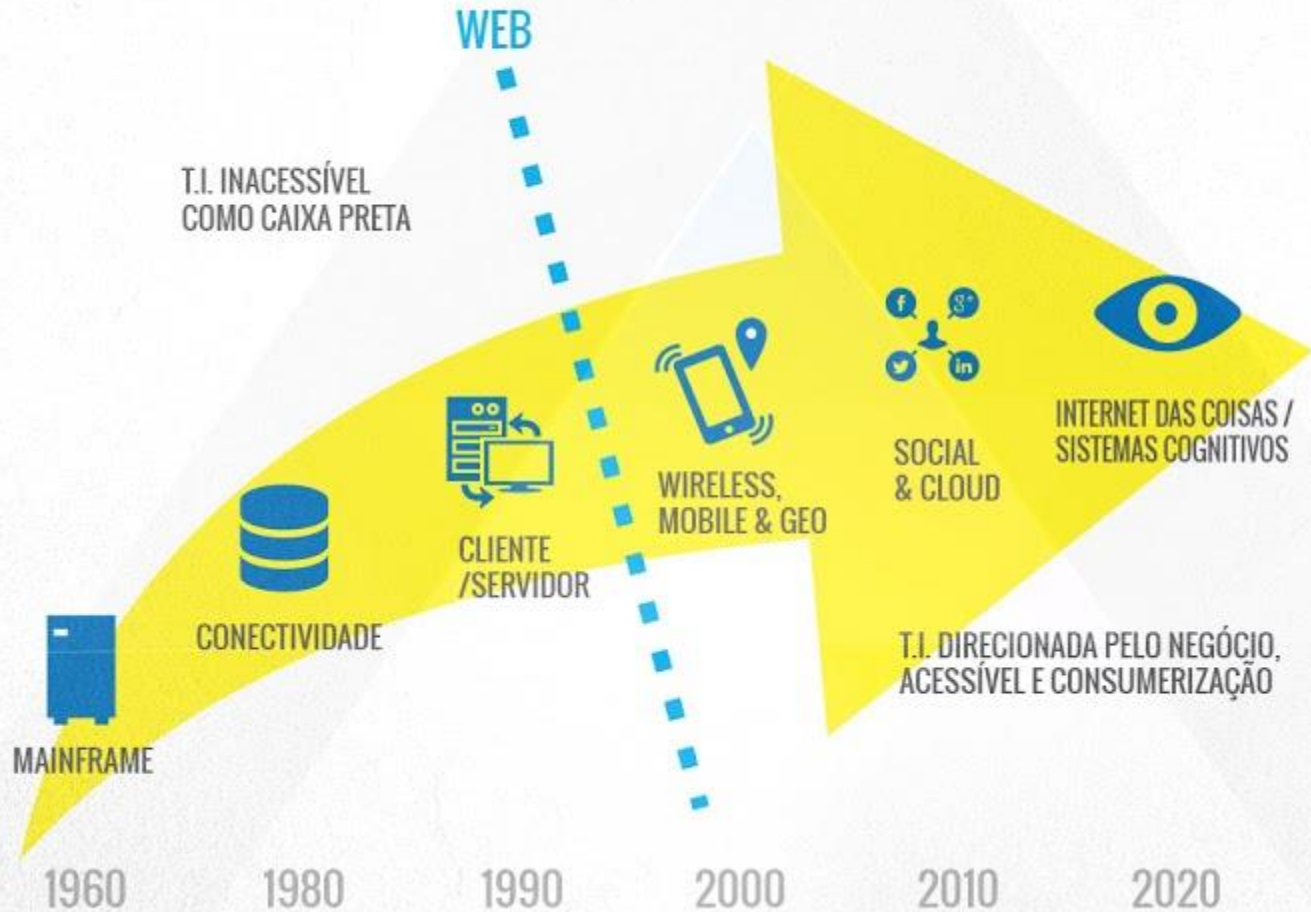 WEB
T.I. INACESSÍVEL
COMO CAIXA PRETA
MAINFRAME
CONECTIVIDADE
CLIENTE
/SERVIDOR
WIRELESS,
MOBILE & GEO
f
g+
in
SOCIAL
& CLOUD
INTERNET DAS COISAS /
SISTEMAS COGNITIVOS
T.I. DIRECIONADA PELO NEGÓCIO,
ACESSÍVEL E CONSUMERIZAÇÃO
1960
1980
1990
2000
2010
2020